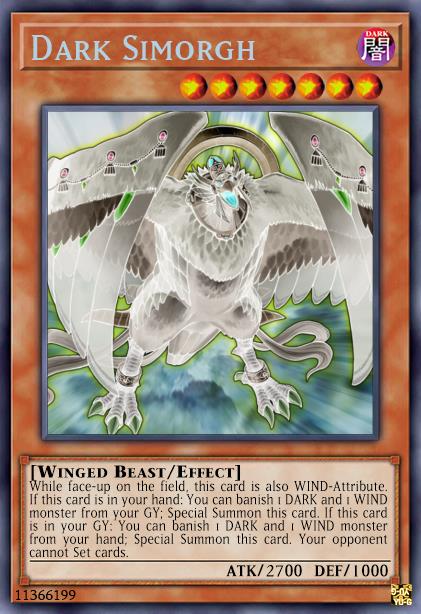 Dark Simorgh
DARK
闇
[Winged Beast/Effect]
While face-up on the field, this card is also WIND-Attribute.
If this card is in your hand: You can banish 1 DARK and 1 WIND
monster from your GY; Special Summon this card. If this card
is in your GY: You can banish 1 DARK and 1 WIND monster
from your hand; Special Summon this card. Your opponent
cannot Set cards.
ATK/2700 DEF/1000
11366199